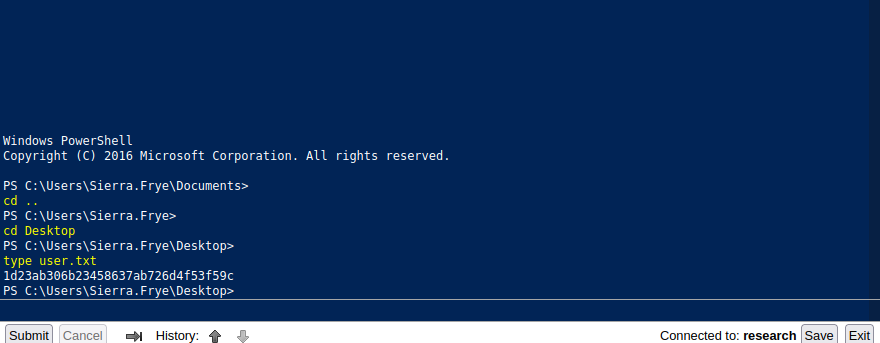 Windows PowerShell
Copyright (C) 2016 Microsoft Corporation. All rights reserved.
PS C:\Users\Sierra.Frye\Documents>
cd ..
PS C:\Users\Sierra.Frye>
cd Desktop
PS C:\Users\Sierra.Frye\Desktop>
type user.txt
1d23ab306b23458637ab726d4f53f59c
PS C:\Users\Sierra.Frye\Desktop>
Submit Cancel History: Connected to: research Save Exit